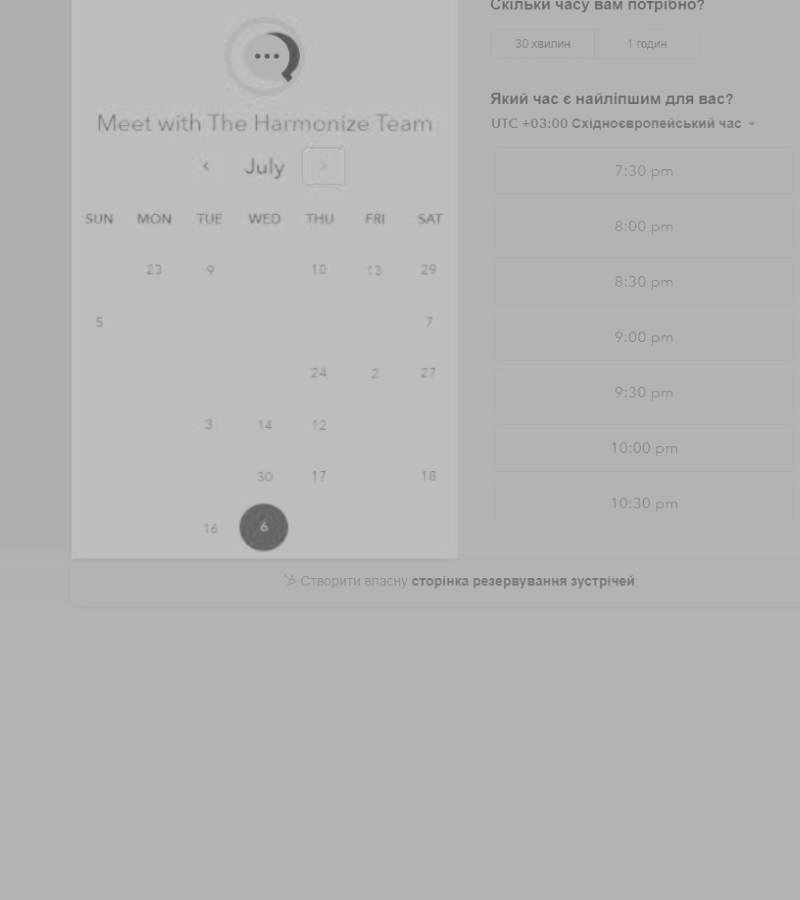 Meet with The Harmonize Team
July
SUN MON TUE WED THU FRI SAT
23 9 10 13 29
5 7
24 2 27
3 14 12
30 17 18
16 6
Скільки часу вам потрібно?
30 хвилин 1 годин
Який час є найліпшим для вас?
UTC +03:00 Східноєвропейський час
7:30 pm
8:00 pm
8:30 pm
9:00 pm
9:30 pm
10:00 pm
10:30 pm
Створити власну сторінка резервування зустрічей